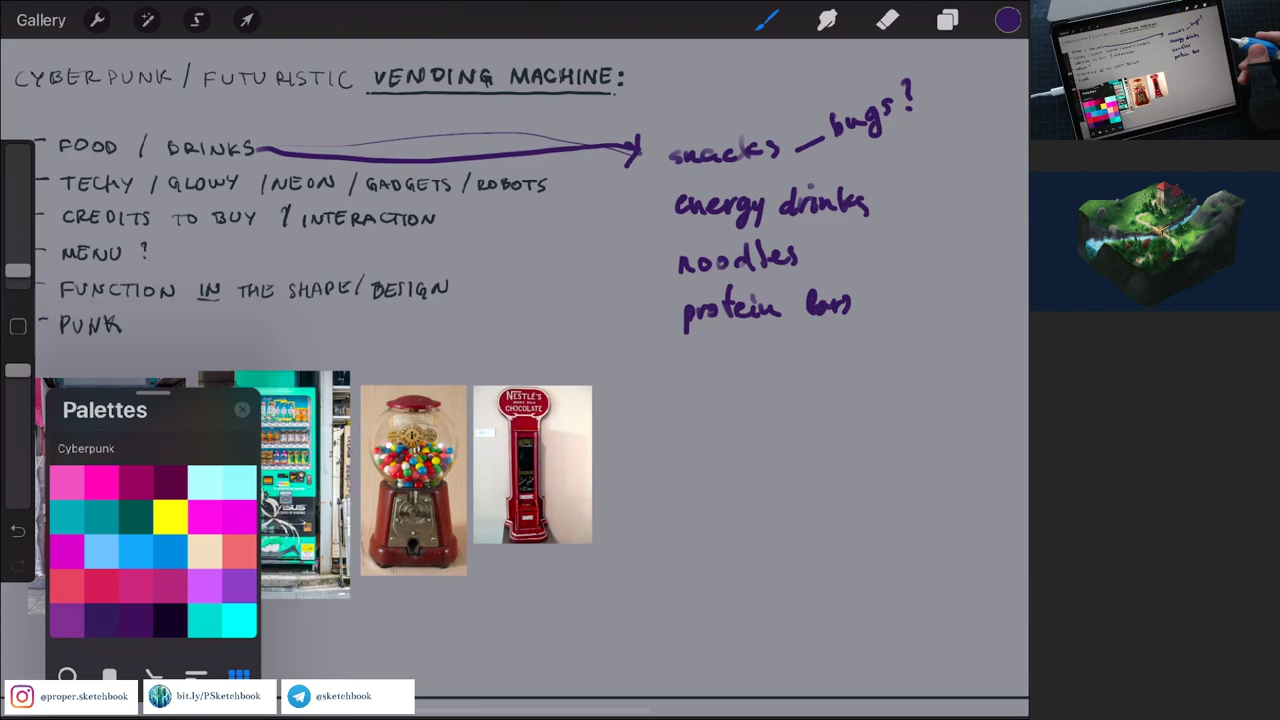 Gallery
CYBERPUNK / FUTURISTIC VENDING MACHINE:
- FOOD / DRINKS
- TECHY / GLOWY / NEON / GADGETS / ROBOTS
- CREDITS TO BUY / INTERACTION
- MENU ?
- FUNCTION IN THE SHAPE / DESIGN
- PUNK
snacks — bugs?
energy drinks
noodles
protein bars
NESTLÉ'S
CHOCOLATE
Palettes
Cyberpunk
@proper.sketchbook
bit.ly/PSketchbook
@sketchbook